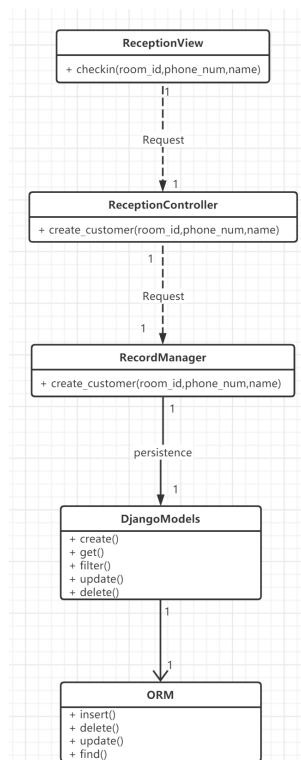 ReceptionView
+ checkin(room_id,phone_num,name)
1
Request
1
ReceptionController
+ create_customer(room_id,phone_num,name)
1
Request
1
RecordManager
+ create_customer(room_id,phone_num,name)
1
persistence
1
DjangoModels
+ create()
+ get()
+ filter()
+ update()
+ delete()
1
1
ORM
+ insert()
+ delete()
+ update()
+ find()